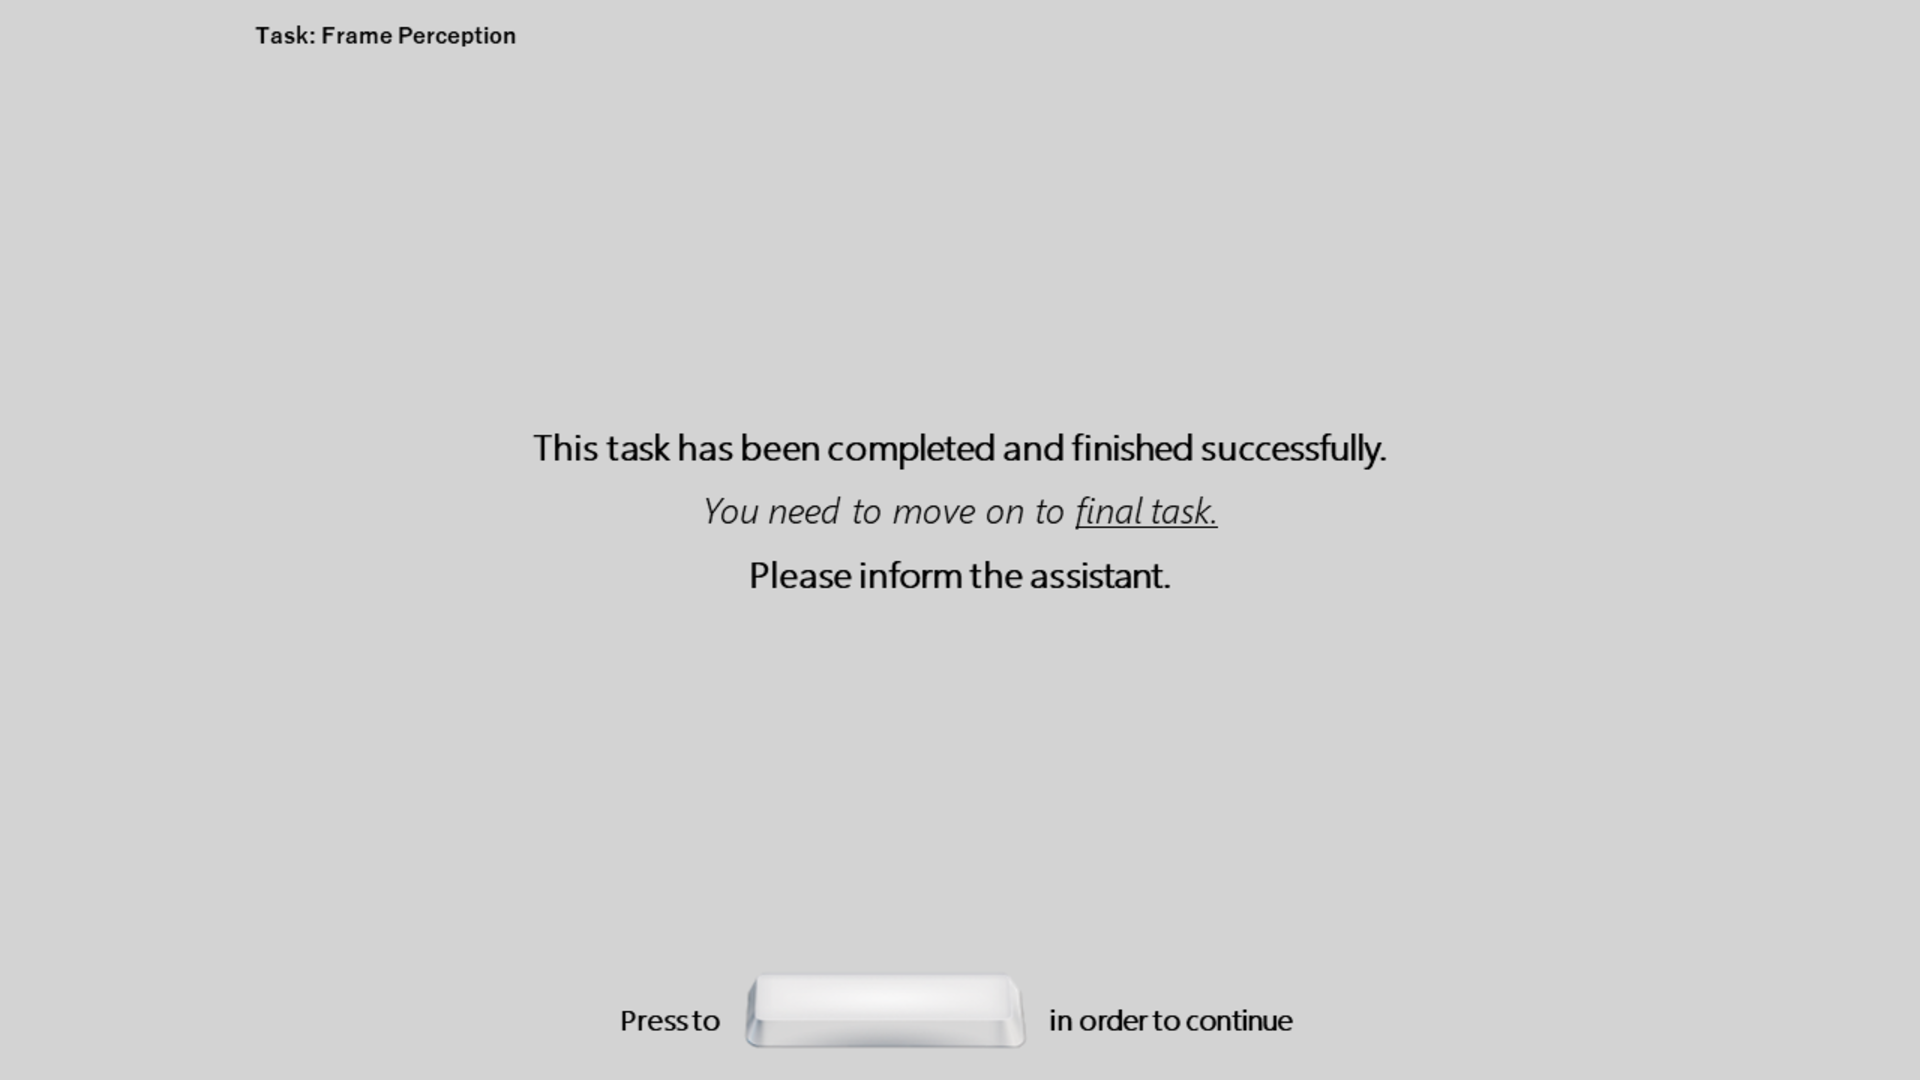 Task: Frame Perception
This task has been completed and finished successfully.
You need to move on to final task.
Please inform the assistant.
Press to in order to continue